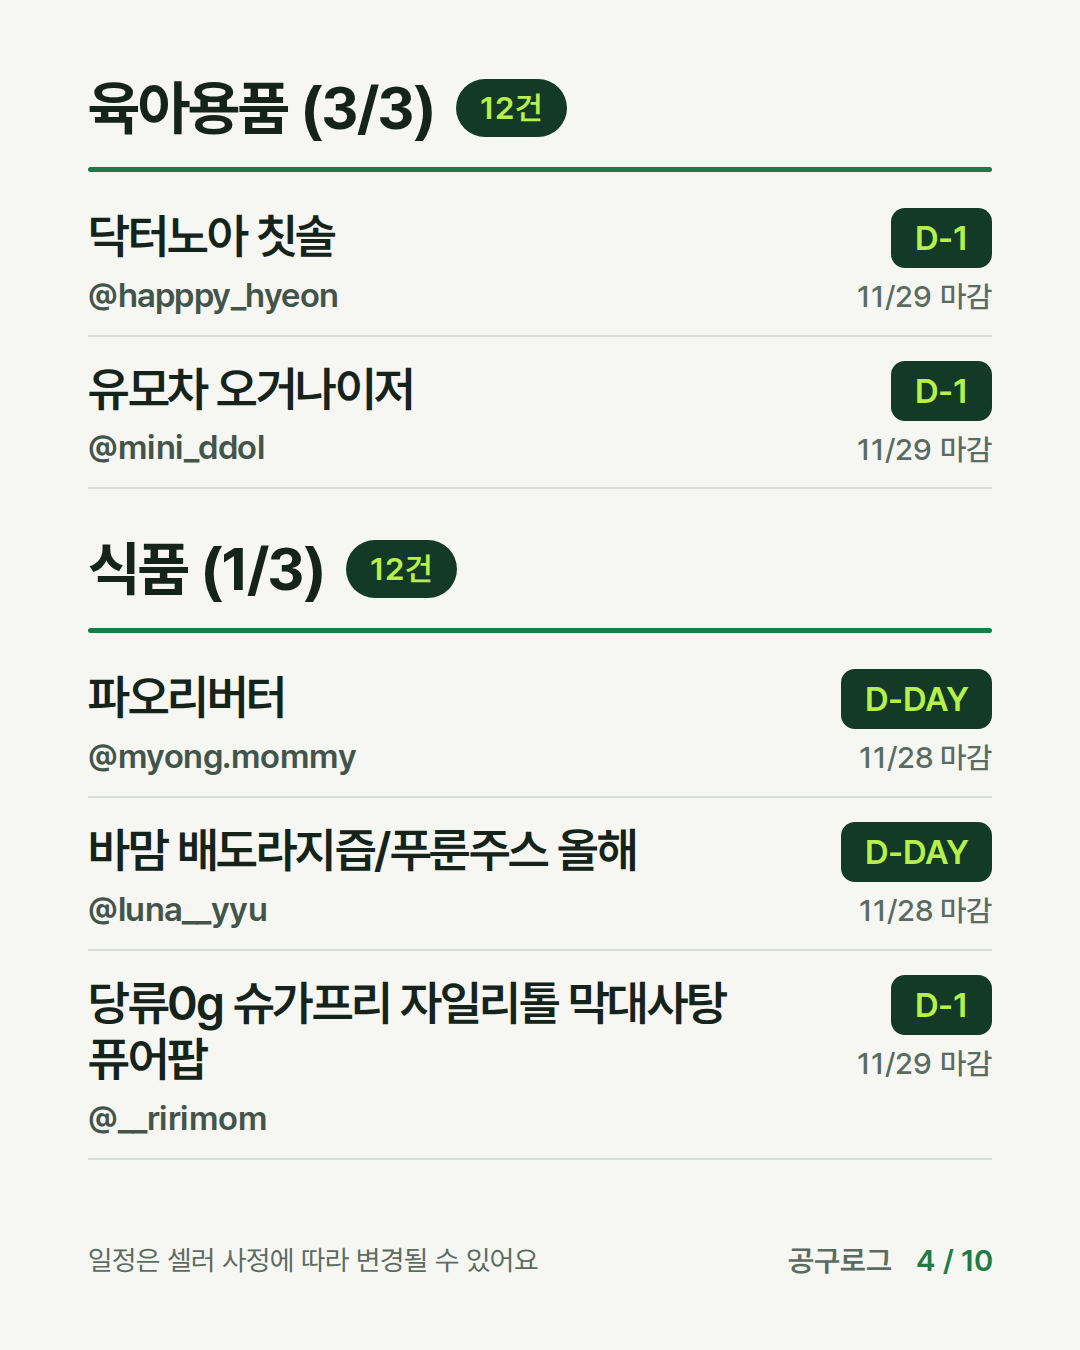 육아용품 (3/3) 12건
닥터노아 칫솔 D-1
@happpy_hyeon 11/29 마감
유모차 오거나이저 D-1
@mini_ddol 11/29 마감
식품 (1/3) 12건
파오리버터 D-DAY
@myong.mommy 11/28 마감
바맘 배도라지즙/푸룬주스 올해 D-DAY
@luna__yyu 11/28 마감
당류0g 슈가프리 자일리톨 막대사탕 D-1
퓨어팝 11/29 마감
@__ririmom
일정은 셀러 사정에 따라 변경될 수 있어요 공구로그 4 / 10